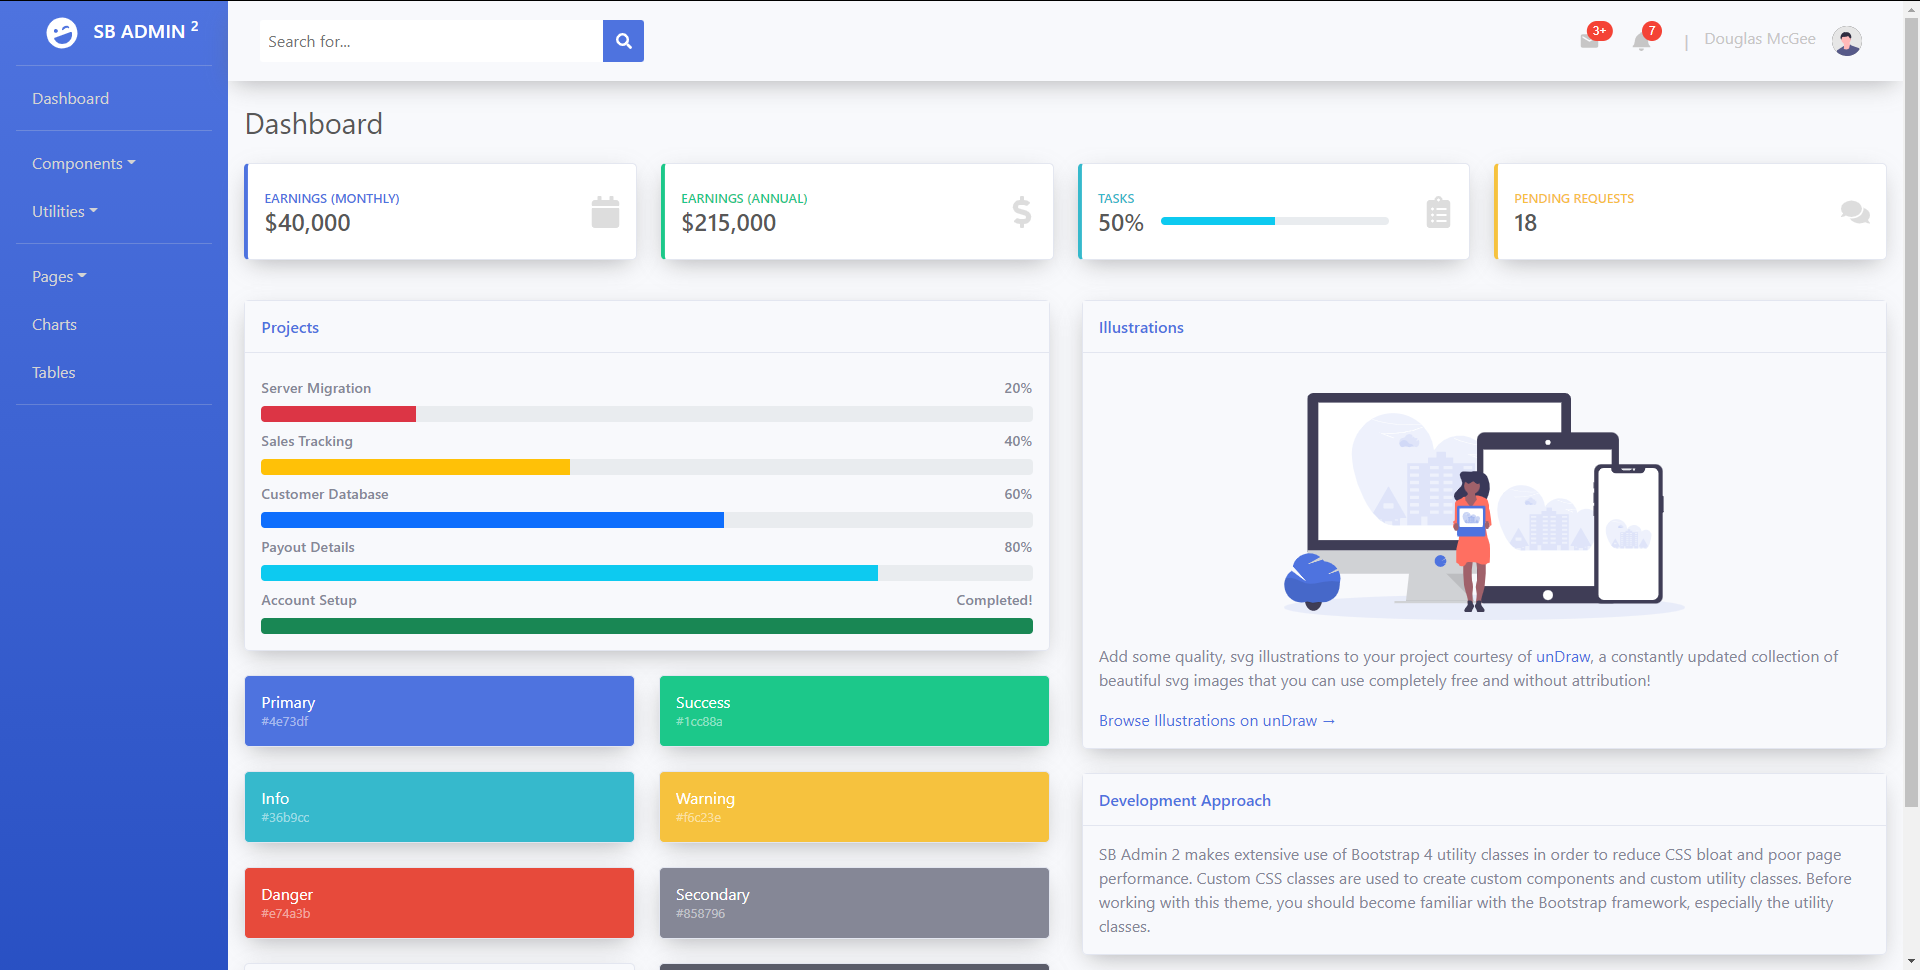 SB ADMIN 2
Search for...
3+
7
|
Douglas McGee
Dashboard
Components
Utilities
Pages
Charts
Tables
Dashboard
EARNINGS (MONTHLY)
$40,000
EARNINGS (ANNUAL)
$215,000
TASKS
50%
PENDING REQUESTS
18
Projects
Server Migration 20%
Sales Tracking 40%
Customer Database 60%
Payout Details 80%
Account Setup Completed!
Primary
#4e73df
Success
#1cc88a
Info
#36b9cc
Warning
#f6c23e
Danger
#e74a3b
Secondary
#858796
Illustrations
Add some quality, svg illustrations to your project courtesy of unDraw, a constantly updated collection of
beautiful svg images that you can use completely free and without attribution!
Browse Illustrations on unDraw →
Development Approach
SB Admin 2 makes extensive use of Bootstrap 4 utility classes in order to reduce CSS bloat and poor page
performance. Custom CSS classes are used to create custom components and custom utility classes. Before
working with this theme, you should become familiar with the Bootstrap framework, especially the utility
classes.